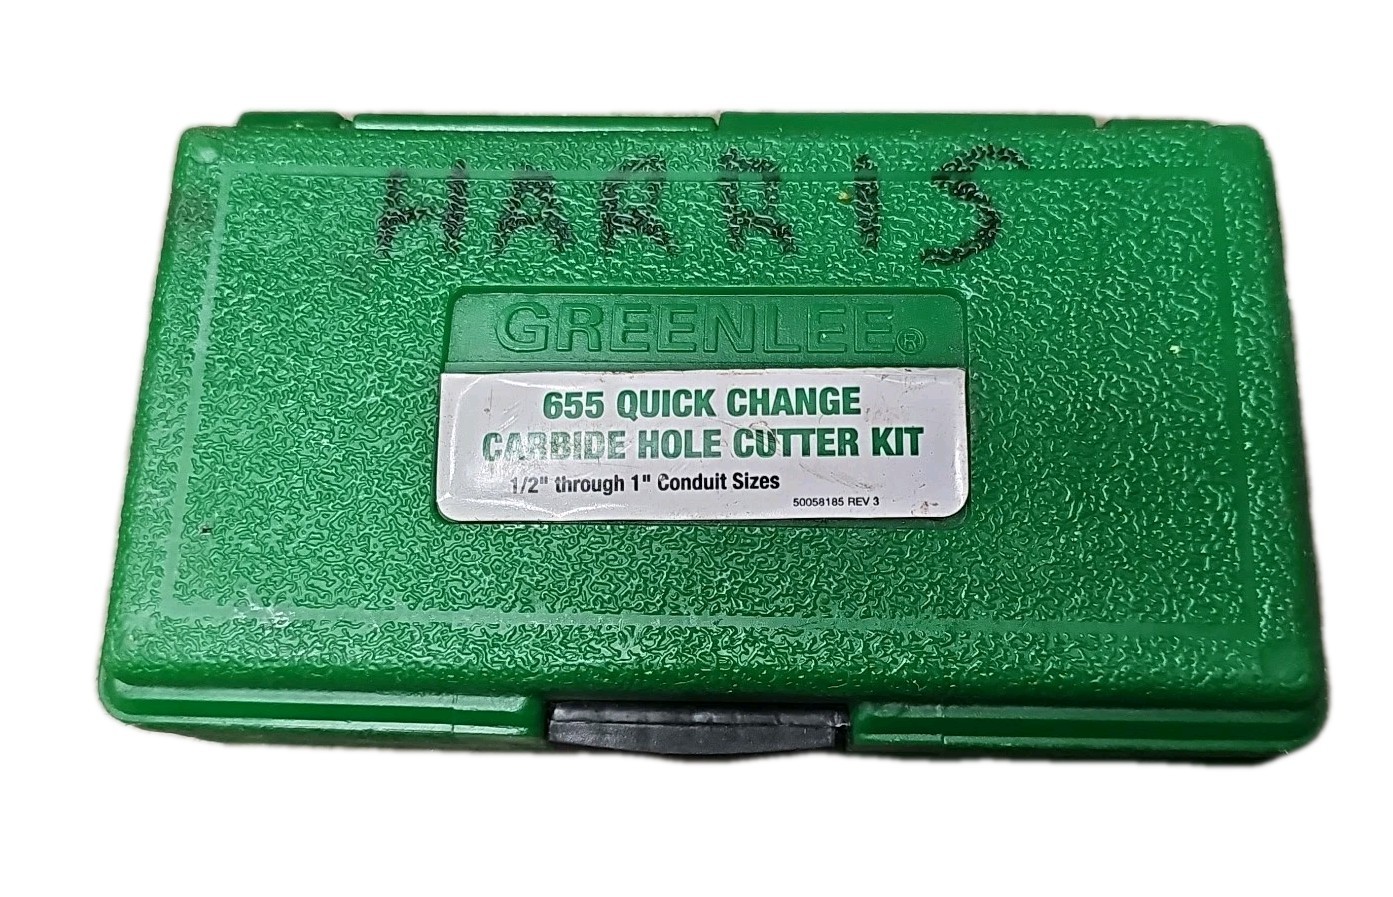 HARRIS
GREENLEE®
655 QUICK CHANGE
CARBIDE HOLE CUTTER KIT
1/2" through 1" Conduit Sizes
50058185 REV 3